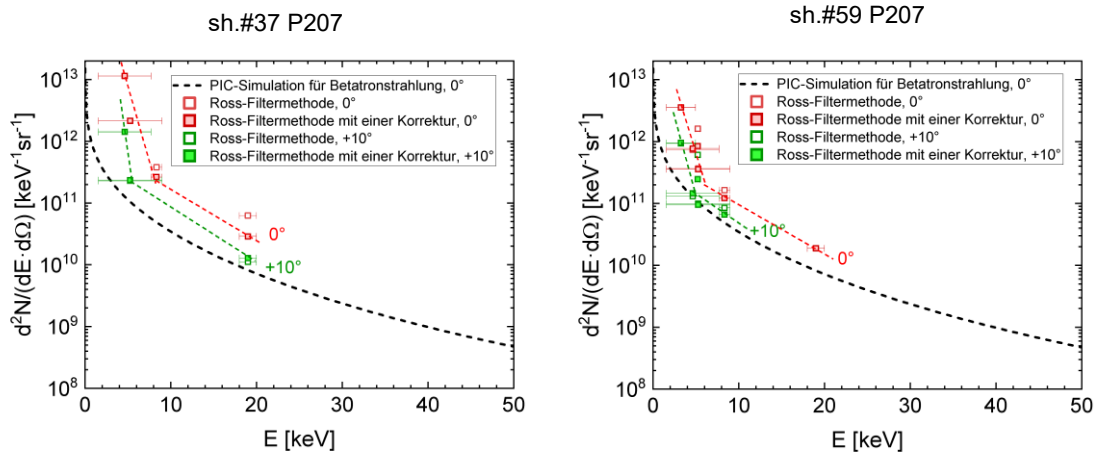 sh.#37 P207
d²N/(dE·dΩ) [keV⁻¹sr⁻¹]
10¹³
10¹²
10¹¹
10¹⁰
10⁹
10⁸
PIC-Simulation für Betatronstrahlung, 0°
Ross-Filtermethode, 0°
Ross-Filtermethode mit einer Korrektur, 0°
Ross-Filtermethode, +10°
Ross-Filtermethode mit einer Korrektur, +10°
0°
+10°
0 10 20 30 40 50
E [keV]
sh.#59 P207
d²N/(dE·dΩ) [keV⁻¹sr⁻¹]
10¹³
10¹²
10¹¹
10¹⁰
10⁹
10⁸
PIC-Simulation für Betatronstrahlung, 0°
Ross-Filtermethode, 0°
Ross-Filtermethode mit einer Korrektur, 0°
Ross-Filtermethode, +10°
Ross-Filtermethode mit einer Korrektur, +10°
+10°
0°
0 10 20 30 40 50
E [keV]